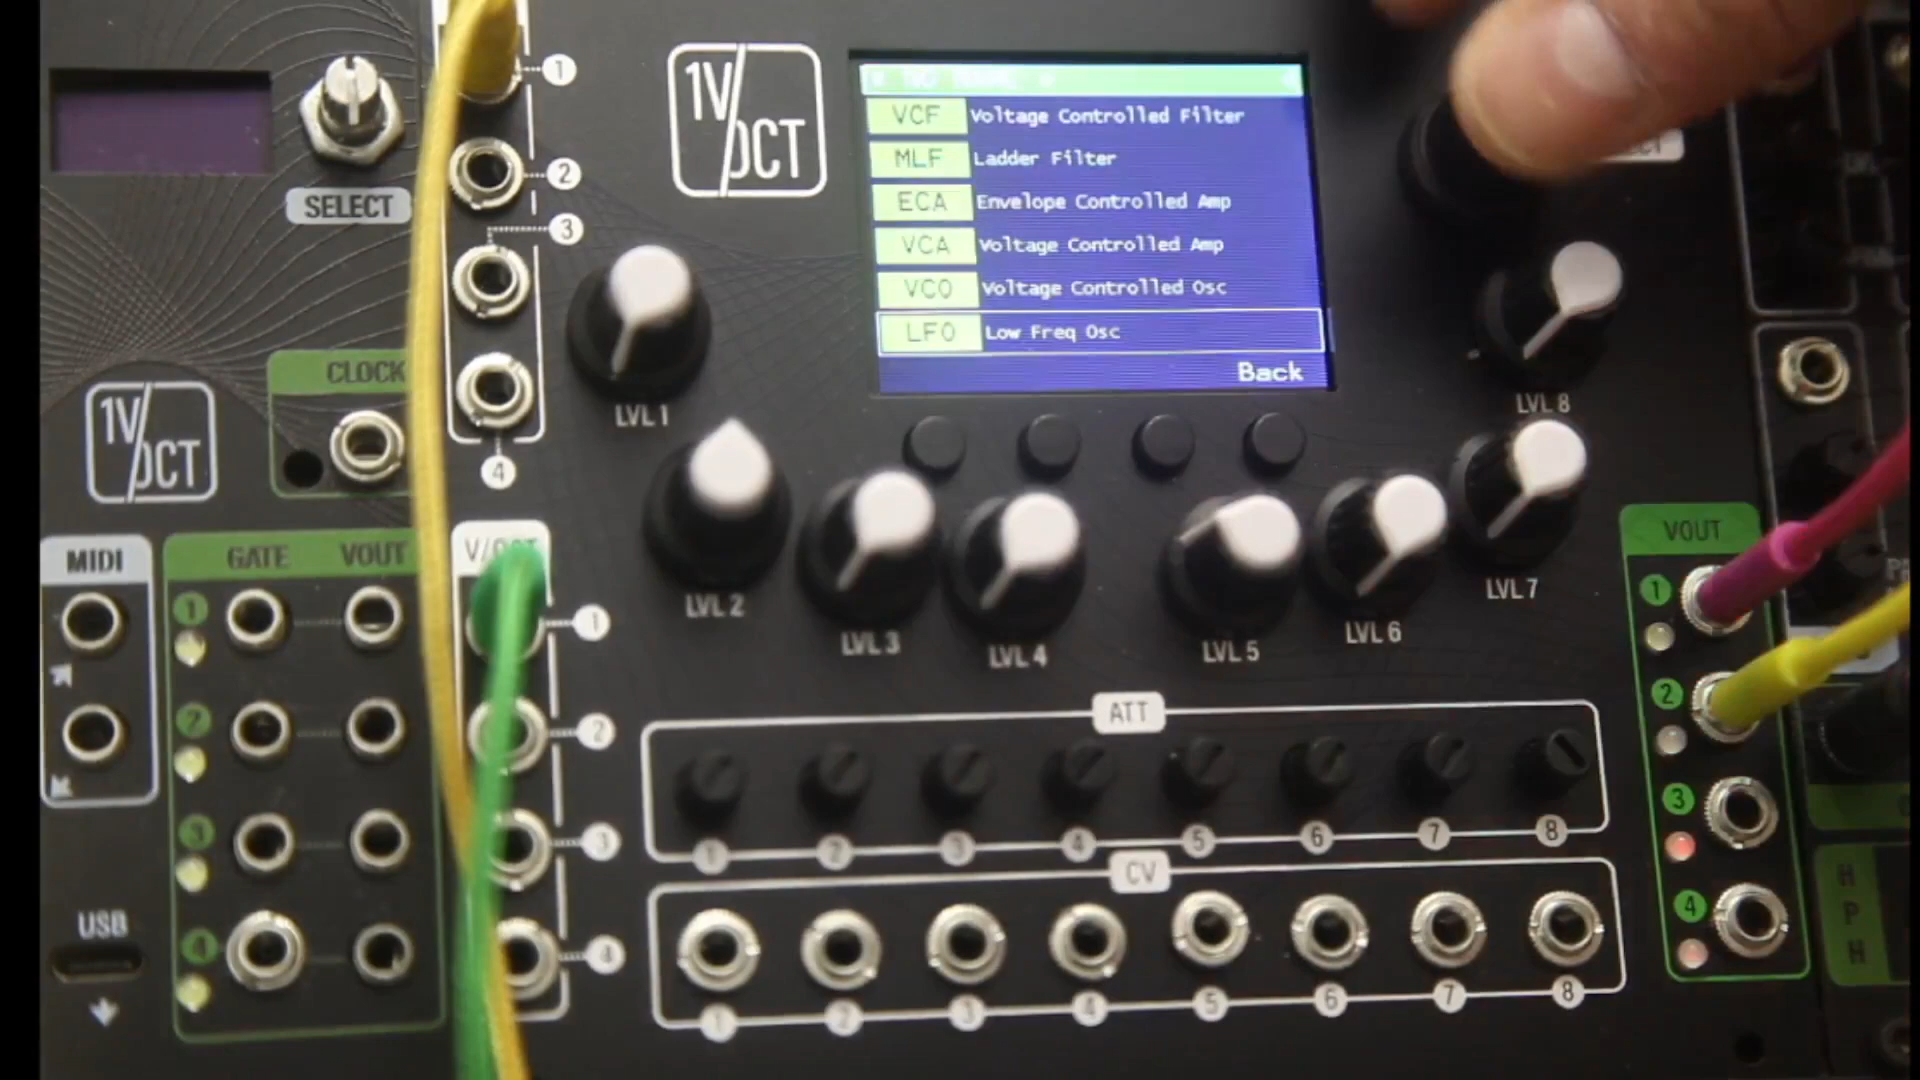 SELECT
1V/OCT
CLOCK
MIDI
GATE VOUT
1
2
3
4
USB
1
2
3
4
V/OCT
1
2
3
4
1V/OCT
VCF Voltage Controlled Filter
MLF Ladder Filter
ECA Envelope Controlled Amp
VCA Voltage Controlled Amp
VCO Voltage Controlled Osc
LFO Low Freq Osc
Back
LVL 1
LVL 2
LVL 3
LVL 4
LVL 5
LVL 6
LVL 7
LVL 8
ATT
1 2 3 4 5 6 7 8
CV
1 2 3 4 5 6 7 8
VOUT
1
2
3
4
H
P
H